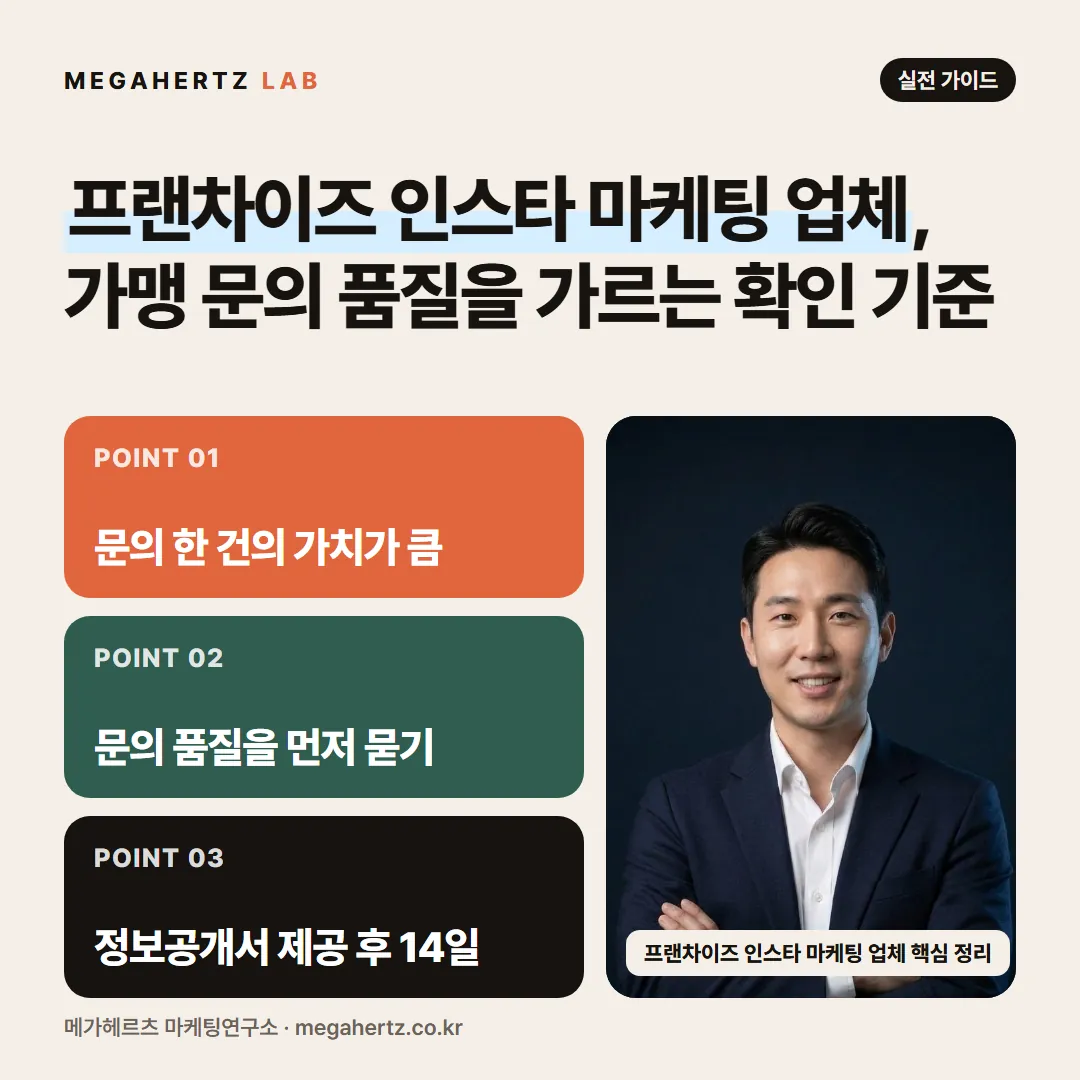 MEGAHERTZ LAB
실전 가이드
프랜차이즈 인스타 마케팅 업체,
가맹 문의 품질을 가르는 확인 기준
POINT 01
문의 한 건의 가치가 큼
POINT 02
문의 품질을 먼저 묻기
POINT 03
정보공개서 제공 후 14일
프랜차이즈 인스타 마케팅 업체 핵심 정리
메가헤르츠 마케팅연구소 · megahertz.co.kr